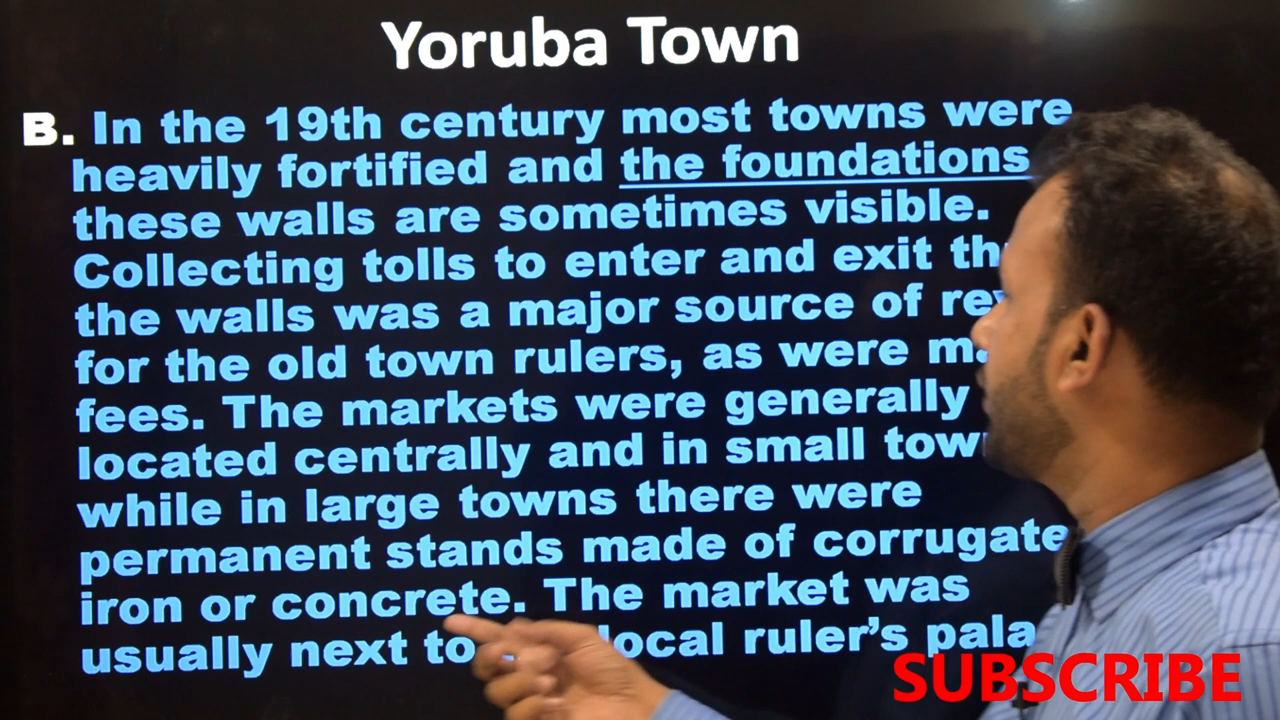 Yoruba Town
B. In the 19th century most towns were
heavily fortified and the foundations
these walls are sometimes visible.
Collecting tolls to enter and exit
the walls was a major source of
for the old town rulers, as were
fees. The markets were generally
located centrally and in small
while in large towns there were
permanent stands made of
iron or concrete. The market was
usually next to local ruler's
SUBSCRIBE